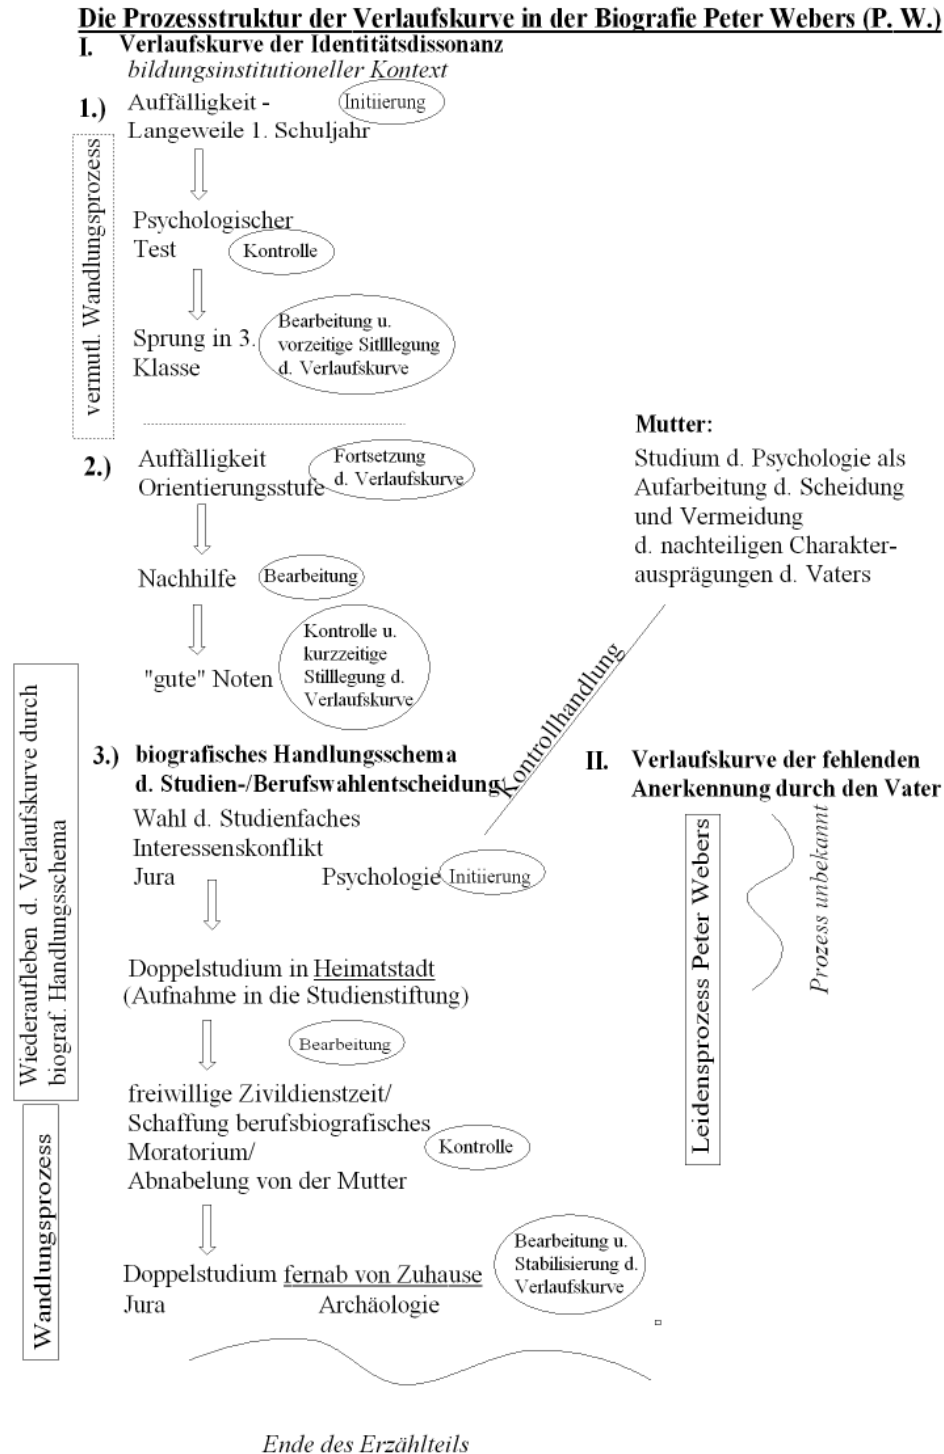 Die Prozessstruktur der Verlaufskurve in der Biografie Peter Webers (P. W.)
I. Verlaufskurve der Identitätsdissonanz
bildungsinstitutioneller Kontext
1.) Auffälligkeit -
Langeweile 1. Schuljahr
Initiierung
vermutl. Wandlungsprozess
Psychologischer
Test
Kontrolle
Sprung in 3.
Klasse
Bearbeitung u.
vorzeitige Sitlllegung
d. Verlaufskurve
2.) Auffälligkeit
Orientierungsstufe
Fortsetzung
d. Verlaufskurve
Nachhilfe
Bearbeitung
"gute" Noten
Kontrolle u.
kurzzeitige
Stilllegung d.
Verlaufskurve
Mutter:
Studium d. Psychologie als
Aufarbeitung d. Scheidung
und Vermeidung
d. nachteiligen Charakter-
ausprägungen d. Vaters
Kontrollhandlung
Wiederaufleben d. Verlaufskurve durch
biograf. Handlungsschema
3.) biografisches Handlungsschema
d. Studien-/Berufswahlentscheidung
Wahl d. Studienfaches
Interessenskonflikt
Jura Psychologie
Initiierung
Doppelstudium in Heimatstadt
(Aufnahme in die Studienstiftung)
Bearbeitung
Wandlungsprozess
freiwillige Zivildienstzeit/
Schaffung berufsbiografisches
Moratorium/
Abnabelung von der Mutter
Kontrolle
Doppelstudium fernab von Zuhause
Jura Archäologie
Bearbeitung u.
Stabilisierung d.
Verlaufskurve
II. Verlaufskurve der fehlenden
Anerkennung durch den Vater
Leidensprozess Peter Webers
Prozess unbekannt
Ende des Erzählteils